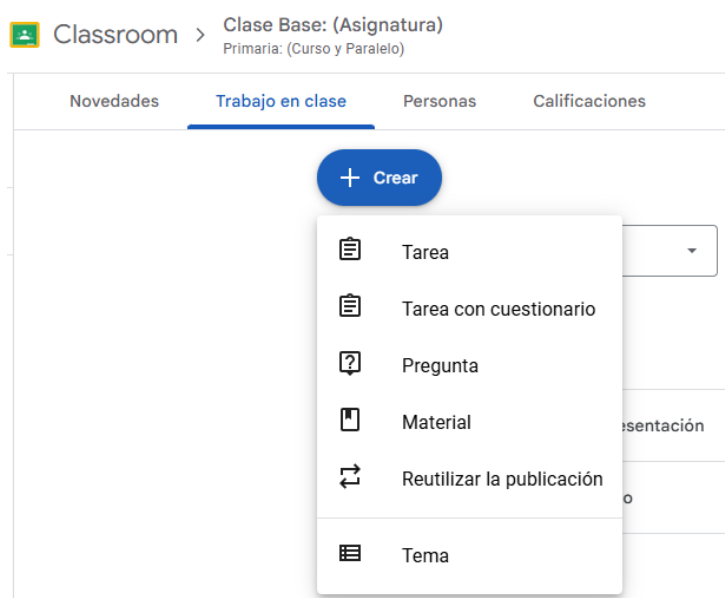 Classroom > Clase Base: (Asignatura)
Primaria: (Curso y Paralelo)
Novedades Trabajo en clase Personas Calificaciones
+ Crear
Tarea
Tarea con cuestionario
Pregunta
Material
esentación
Reutilizar la publicación
o
Tema